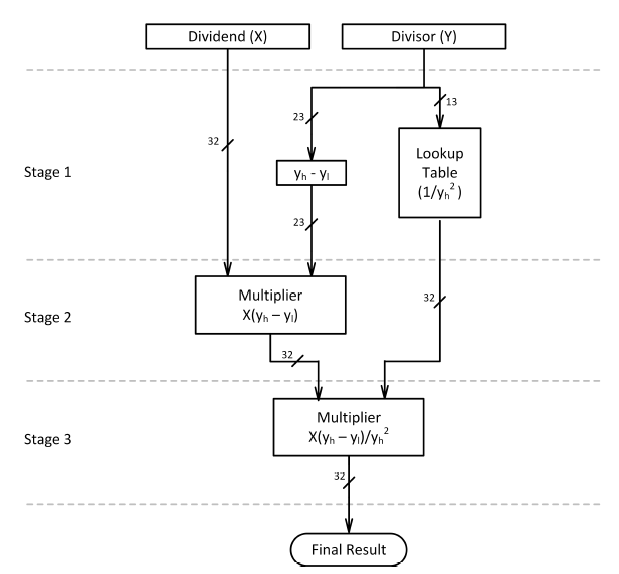 Dividend (X)
Divisor (Y)
23
13
32
Stage 1
yₕ - yₗ
Lookup
Table
(1/yₕ²)
23
Multiplier
X(yₕ – yₗ)
32
Stage 2
32
Multiplier
X(yₕ – yₗ)/yₕ²
Stage 3
32
Final Result